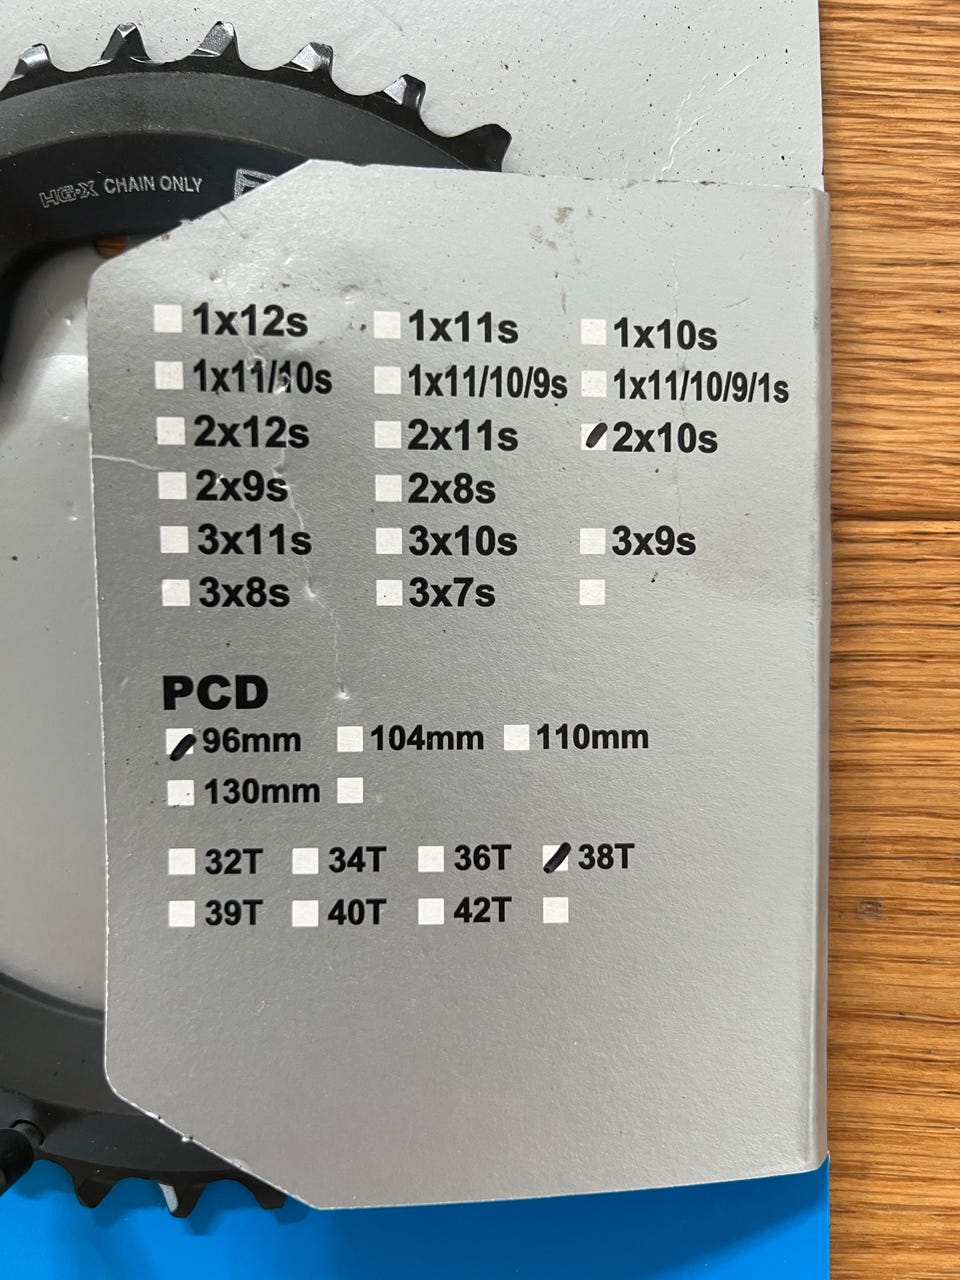 HG-X CHAIN ONLY
1x12s 1x11s 1x10s
1x11/10s 1x11/10/9s 1x11/10/9/1s
2x12s 2x11s 2x10s
2x9s 2x8s
3x11s 3x10s 3x9s
3x8s 3x7s
PCD
96mm 104mm 110mm
130mm
32T 34T 36T 38T
39T 40T 42T